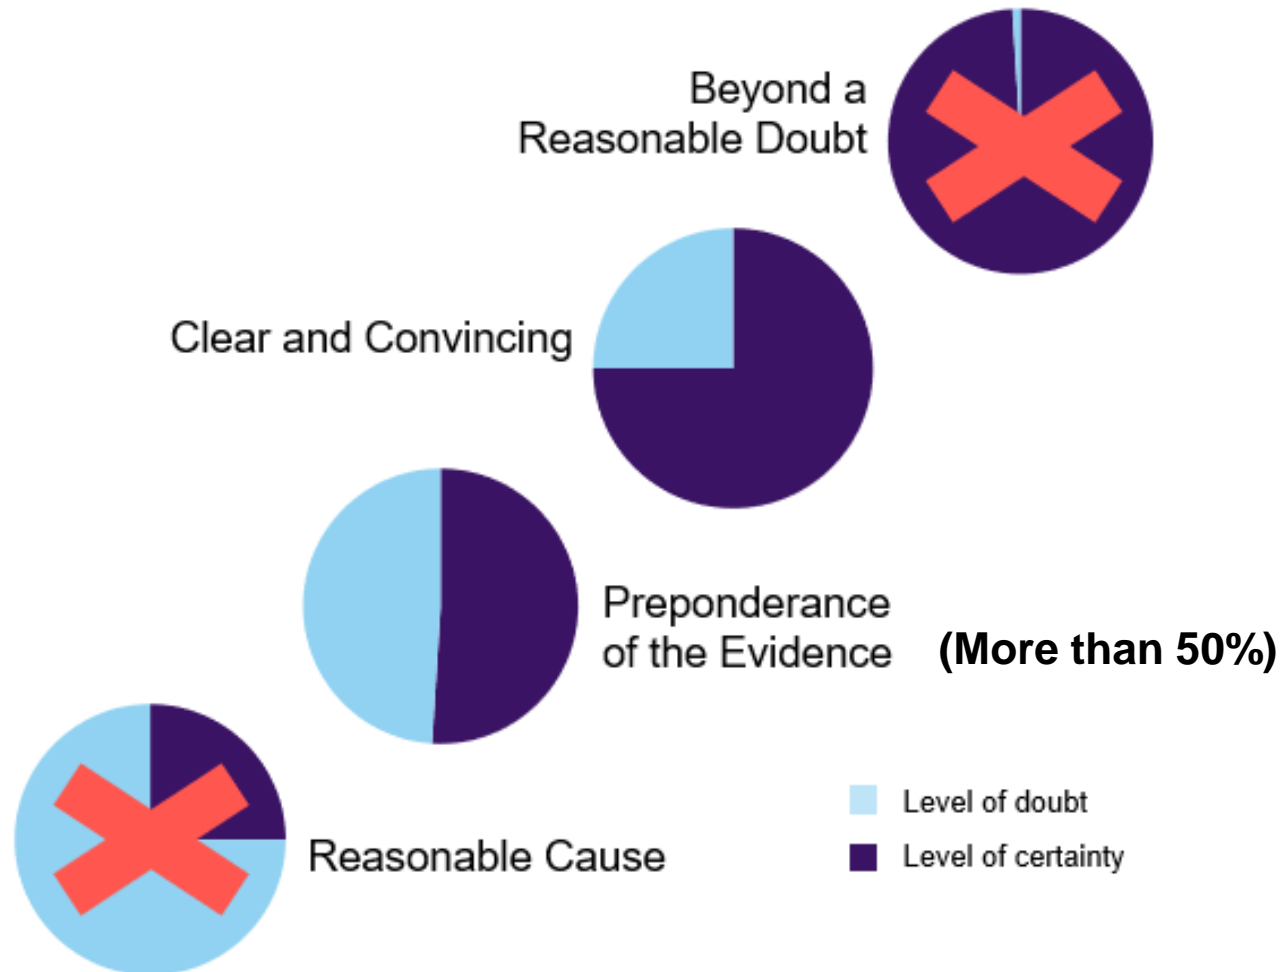 Beyond a
Reasonable Doubt
Clear and Convincing
Preponderance
of the Evidence (More than 50%)
Level of doubt
Level of certainty
Reasonable Cause